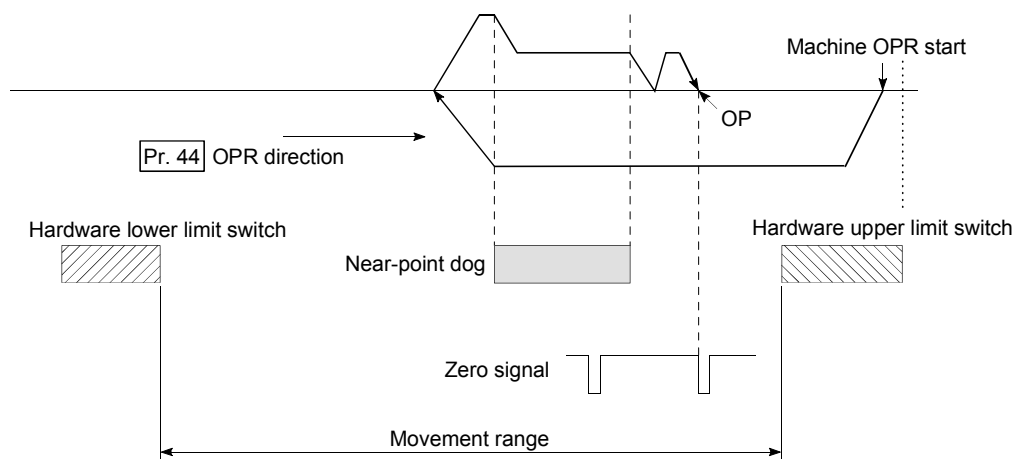 Machine OPR start
OP
Pr. 44 OPR direction
Hardware lower limit switch
Hardware upper limit switch
Near-point dog
Zero signal
Movement range